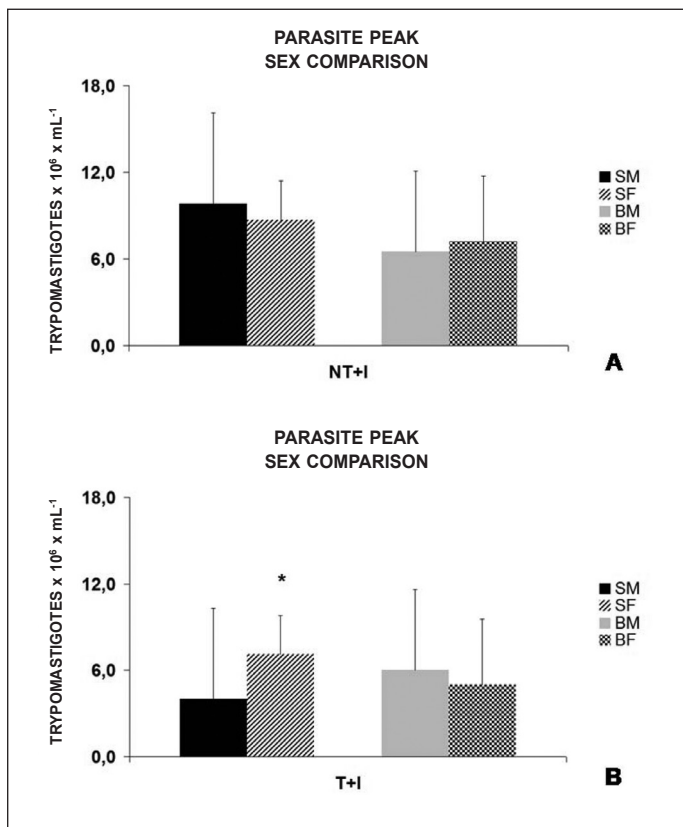 PARASITE PEAK
SEX COMPARISON
TRYPOMASTIGOTES x 10⁶ x mL⁻¹
18,0
12,0
6,0
0,0
NT+I
SM
SF
BM
BF
A
PARASITE PEAK
SEX COMPARISON
TRYPOMASTIGOTES x 10⁶ x mL⁻¹
18,0
12,0
6,0
0,0
*
T+I
SM
SF
BM
BF
B